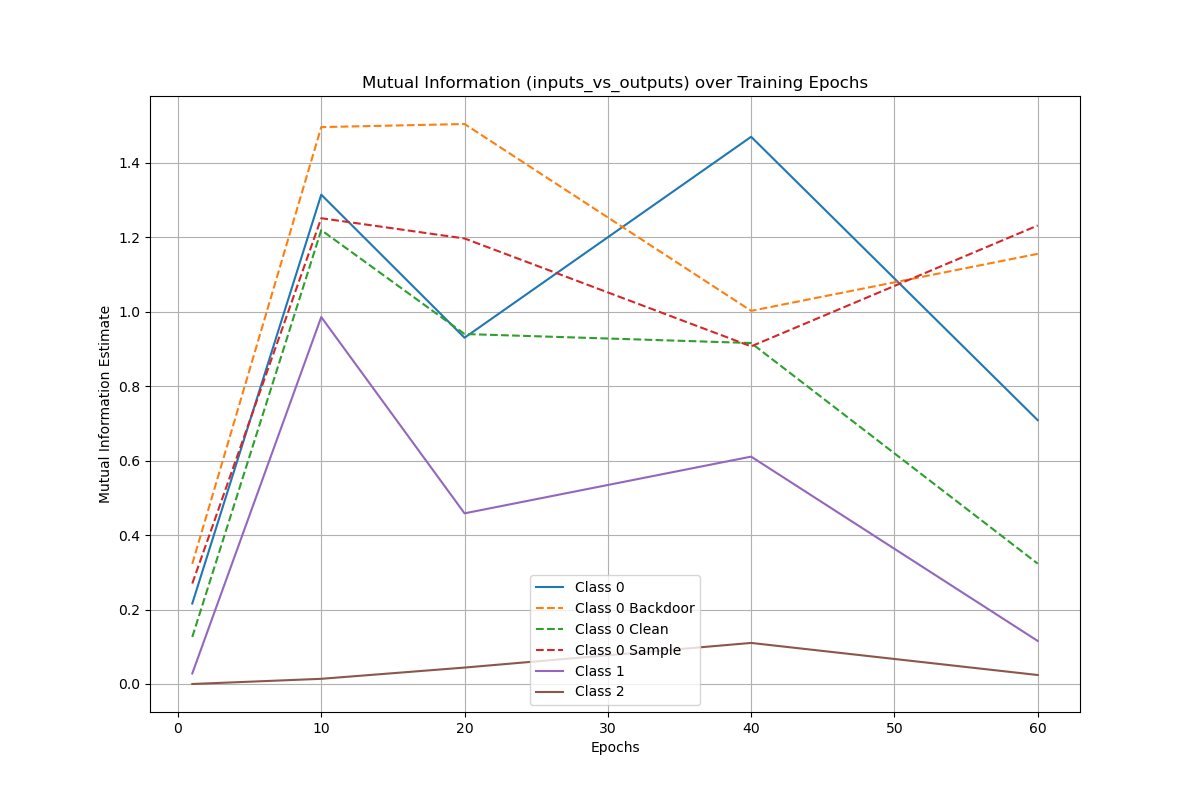 Mutual Information (inputs_vs_outputs) over Training Epochs
Mutual Information Estimate
1.4
1.2
1.0
0.8
0.6
0.4
0.2
0.0
Class 0
Class 0 Backdoor
Class 0 Clean
Class 0 Sample
Class 1
Class 2
0 10 20 30 40 50 60
Epochs